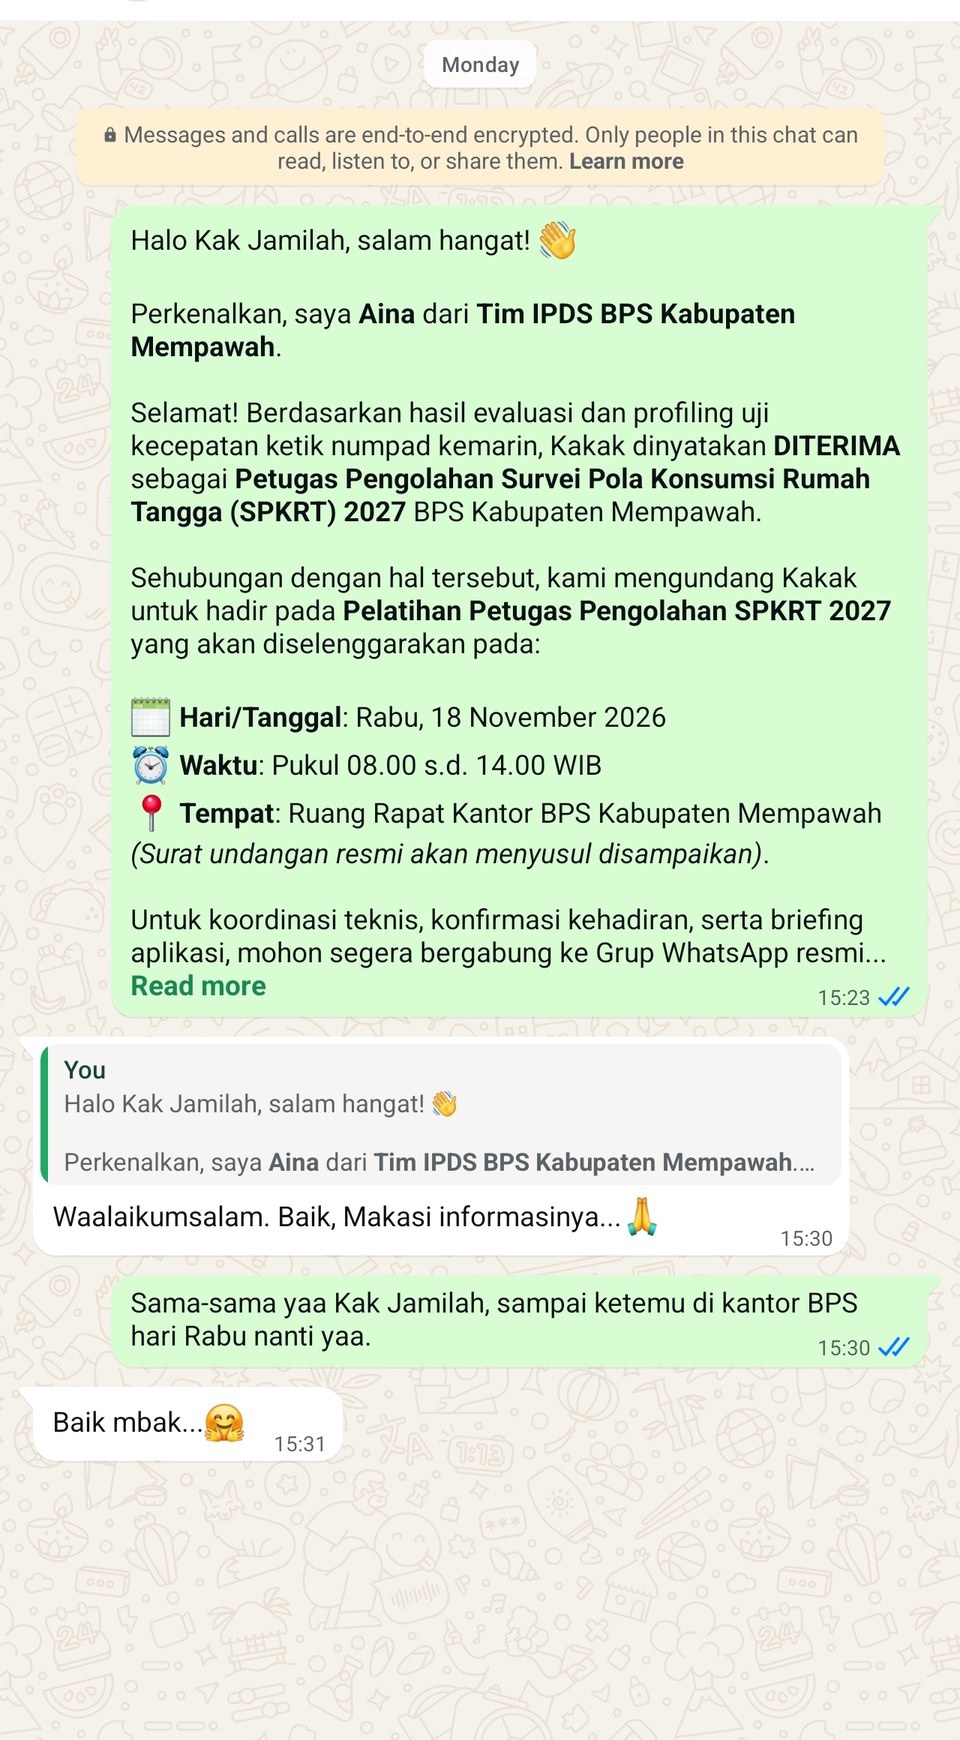 Monday
Messages and calls are end-to-end encrypted. Only people in this chat can
read, listen to, or share them. Learn more
Halo Kak Jamilah, salam hangat! 👋
Perkenalkan, saya Aina dari Tim IPDS BPS Kabupaten
Mempawah.
Selamat! Berdasarkan hasil evaluasi dan profiling uji
kecepatan ketik numpad kemarin, Kakak dinyatakan DITERIMA
sebagai Petugas Pengolahan Survei Pola Konsumsi Rumah
Tangga (SPKRT) 2027 BPS Kabupaten Mempawah.
Sehubungan dengan hal tersebut, kami mengundang Kakak
untuk hadir pada Pelatihan Petugas Pengolahan SPKRT 2027
yang akan diselenggarakan pada:
🗓️ Hari/Tanggal: Rabu, 18 November 2026
⏰ Waktu: Pukul 08.00 s.d. 14.00 WIB
📍 Tempat: Ruang Rapat Kantor BPS Kabupaten Mempawah
(Surat undangan resmi akan menyusul disampaikan).
Untuk koordinasi teknis, konfirmasi kehadiran, serta briefing
aplikasi, mohon segera bergabung ke Grup WhatsApp resmi...
Read more
15:23
You
Halo Kak Jamilah, salam hangat! 👋
Perkenalkan, saya Aina dari Tim IPDS BPS Kabupaten Mempawah....
Waalaikumsalam. Baik, Makasi informasinya...🙏
15:30
Sama-sama yaa Kak Jamilah, sampai ketemu di kantor BPS
hari Rabu nanti yaa.
15:30
Baik mbak...🤗
15:31